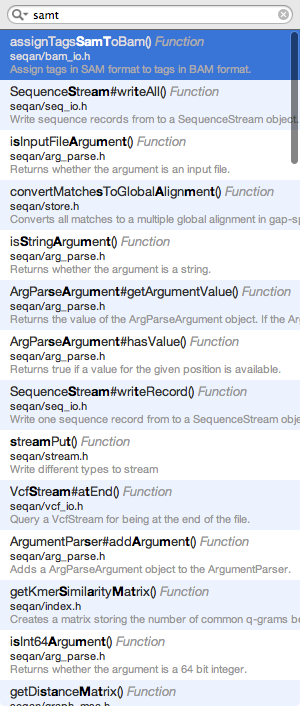 samt
assignTagsSamToBam() Function
seqan/bam_io.h
Assign tags in SAM format to tags in BAM format.
SequenceStream#writeAll() Function
seqan/seq_io.h
Write sequence records from to a SequenceStream object.
isInputFileArgument() Function
seqan/arg_parse.h
Returns whether the argument is an input file.
convertMatchesToGlobalAlignment() Function
seqan/store.h
Converts all matches to a multiple global alignment in gap-sp
isStringArgument() Function
seqan/arg_parse.h
Returns whether the argument is a string.
ArgParseArgument#getArgumentValue() Function
seqan/arg_parse.h
Returns the value of the ArgParseArgument object. If the Ar
ArgParseArgument#hasValue() Function
seqan/arg_parse.h
Returns true if a value for the given position is available.
SequenceStream#writeRecord() Function
seqan/seq_io.h
Write one sequence record from to a SequenceStream obje
streamPut() Function
seqan/stream.h
Write different types to stream
VcfStream#atEnd() Function
seqan/vcf_io.h
Query a VcfStream for being at the end of the file.
ArgumentParser#addArgument() Function
seqan/arg_parse.h
Adds a ArgParseArgument object to the ArgumentParser.
getKmerSimilarityMatrix() Function
seqan/index.h
Creates a matrix storing the number of common q-grams be
isInt64Argument() Function
seqan/arg_parse.h
Returns whether the argument is a 64 bit integer.
getDistanceMatrix() Function
seqan/graph_msa.h